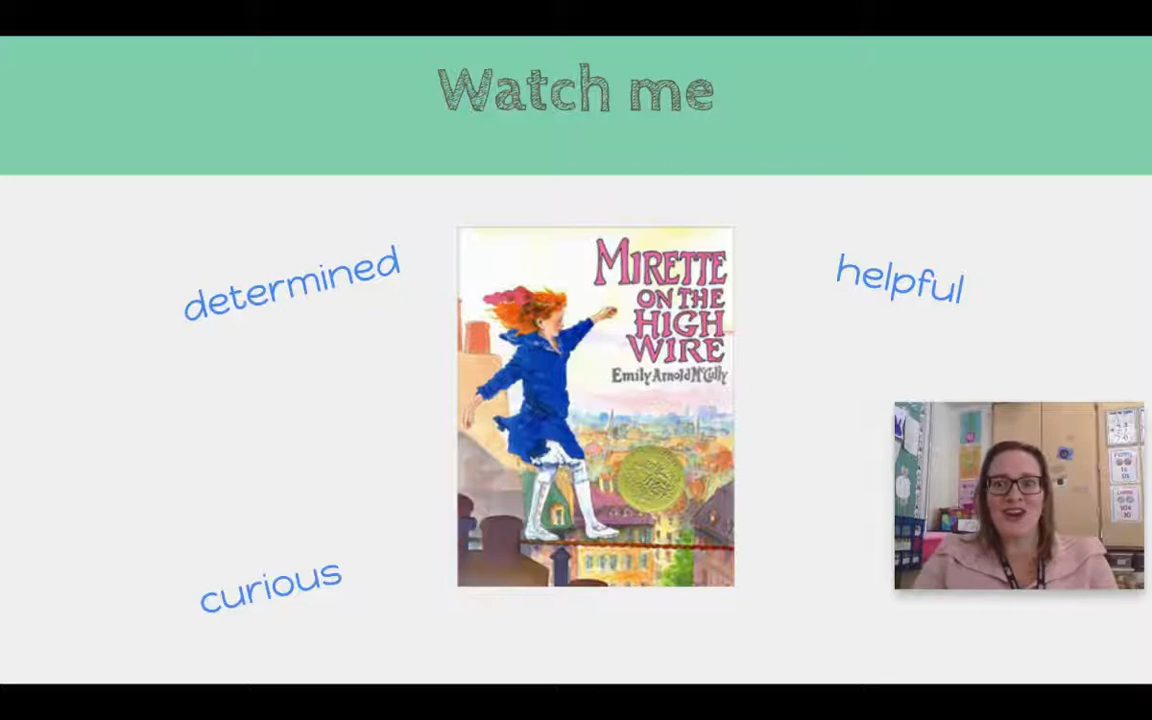 Watch me
determined
helpful
MIRETTE
ON THE
HIGH
WIRE
Emily Arnold McCully
curious